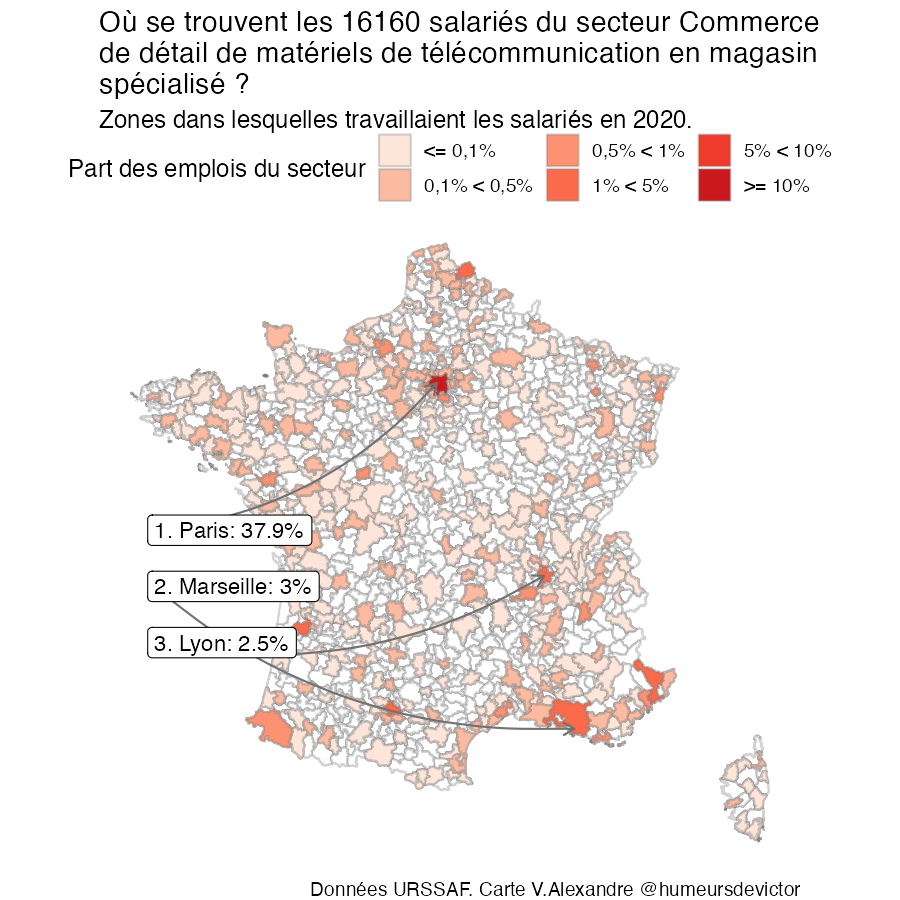 Où se trouvent les 16160 salariés du secteur Commerce
de détail de matériels de télécommunication en magasin
spécialisé ?
Zones dans lesquelles travaillaient les salariés en 2020.
Part des emplois du secteur
<= 0,1%
0,5% < 1%
5% < 10%
0,1% < 0,5%
1% < 5%
>= 10%
1. Paris: 37.9%
2. Marseille: 3%
3. Lyon: 2.5%
Données URSSAF. Carte V.Alexandre @humeursdevictor